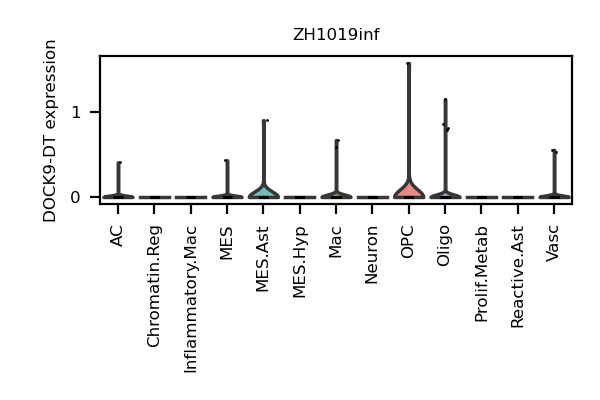 ZH1019inf
DOCK9-DT expression
1
0
AC
Chromatin.Reg
Inflammatory.Mac
MES
MES.Ast
MES.Hyp
Mac
Neuron
OPC
Oligo
Prolif.Metab
Reactive.Ast
Vasc